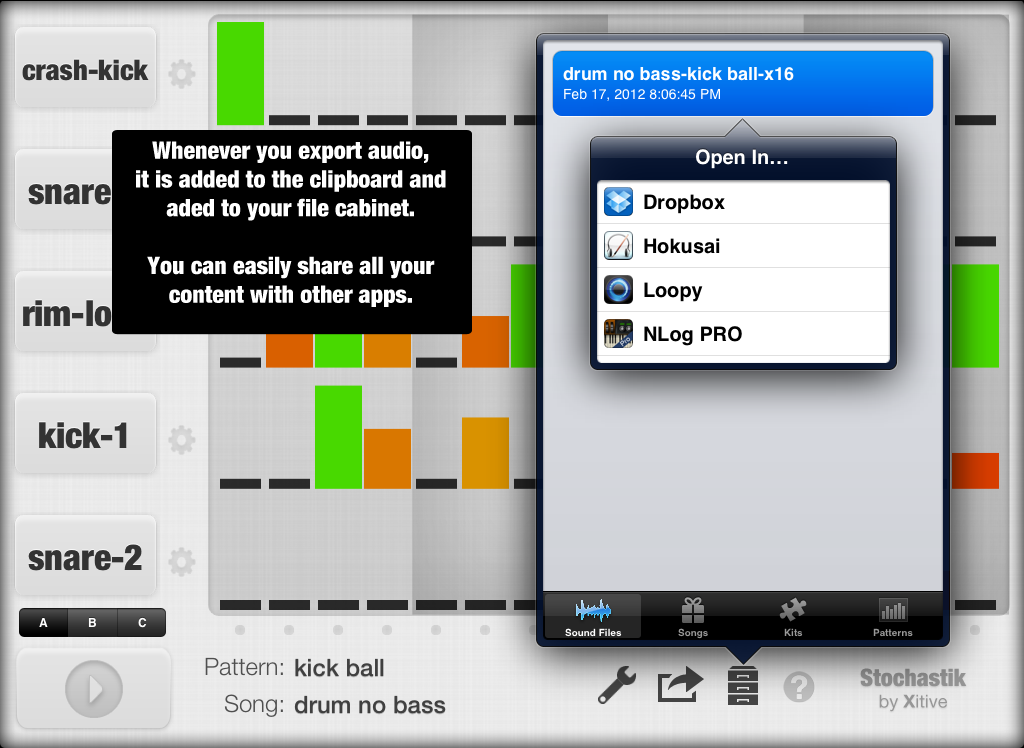 crash-kick
snare
rim-lo
kick-1
snare-2
Whenever you export audio,
it is added to the clipboard and
aded to your file cabinet.
You can easily share all your
content with other apps.
drum no bass-kick ball-x16
Feb 17, 2012 8:06:45 PM
Open In...
Dropbox
Hokusai
Loopy
NLog PRO
Sound Files
Songs
Kits
Patterns
A B C
Pattern: kick ball
Song: drum no bass
?
Stochastik
by Xitive